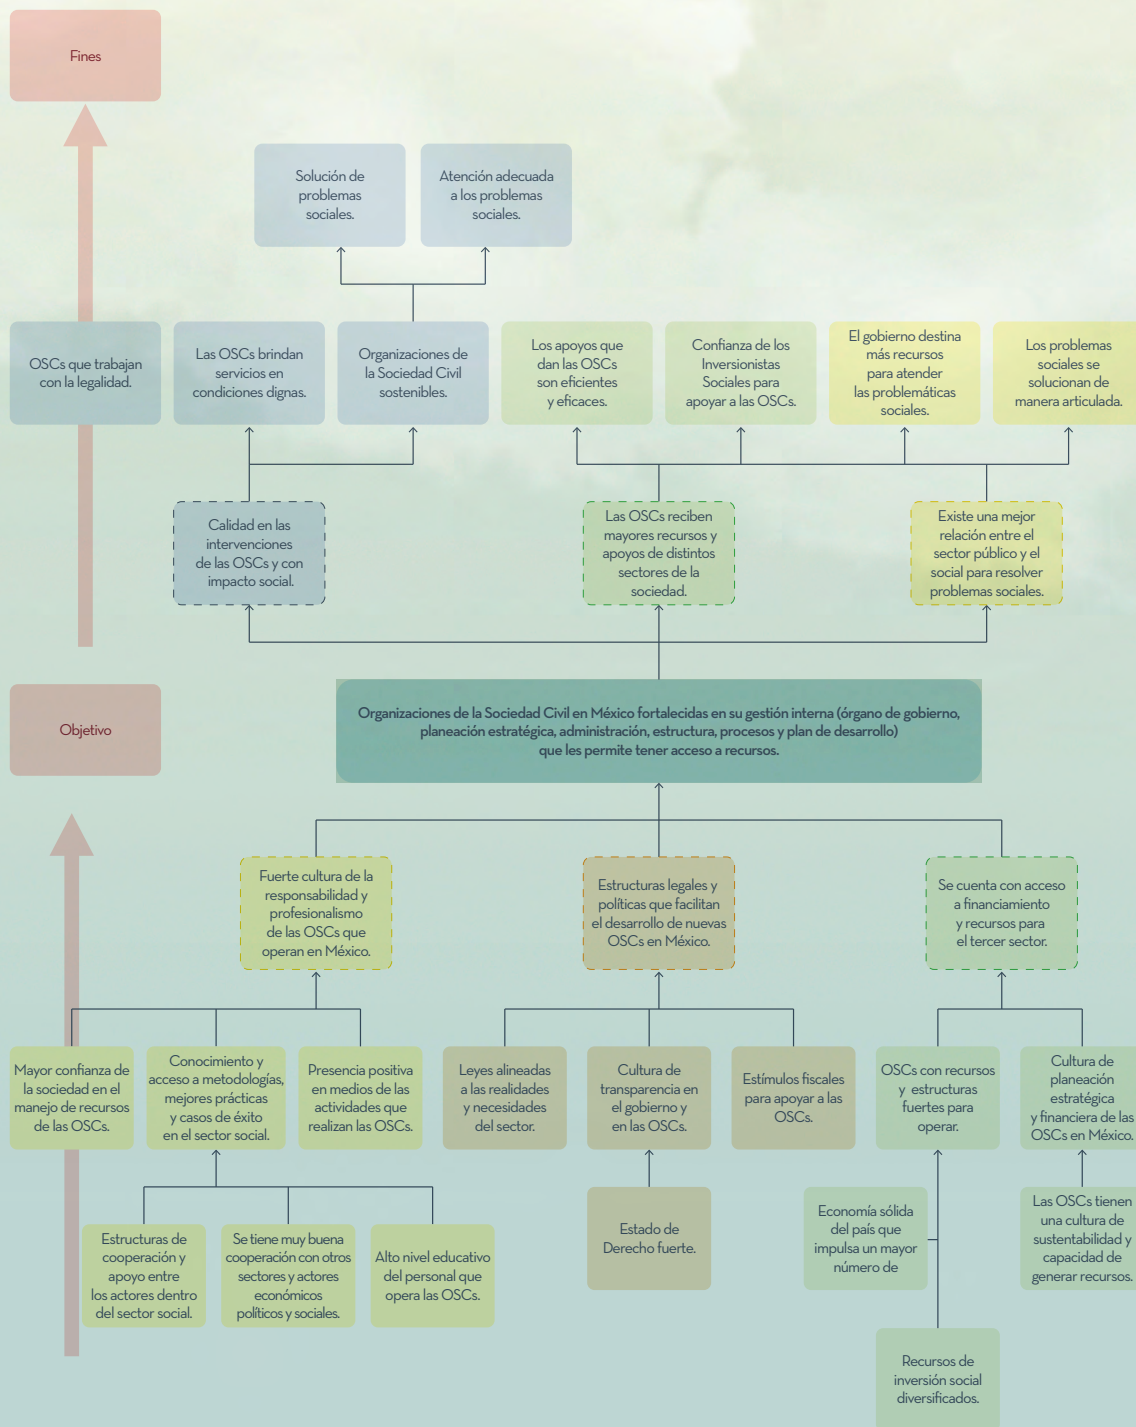 Fines
Solución de
problemas
sociales.
Atención adecuada
a los problemas
sociales.
OSCs que trabajan
con la legalidad.
Las OSCs brindan
servicios en
condiciones dignas.
Organizaciones de
la Sociedad Civil
sostenibles.
Los apoyos que
dan las OSCs
son eficientes
y eficaces.
Confianza de los
Inversionistas
Sociales para
apoyar a las OSCs.
El gobierno destina
más recursos
para atender
las problemáticas
sociales.
Los problemas
sociales se
solucionan de
manera articulada.
Calidad en las
intervenciones
de las OSCs y con
impacto social.
Las OSCs reciben
mayores recursos y
apoyos de distintos
sectores de la
sociedad.
Existe una mejor
relación entre el
sector público y el
social para resolver
problemas sociales.
Objetivo
Organizaciones de la Sociedad Civil en México fortalecidas en su gestión interna (órgano de gobierno,
planeación estratégica, administración, estructura, procesos y plan de desarrollo)
que les permite tener acceso a recursos.
Fuerte cultura de la
responsabilidad y
profesionalismo
de las OSCs que
operan en México.
Estructuras legales y
políticas que facilitan
el desarrollo de nuevas
OSCs en México.
Se cuenta con acceso
a financiamiento
y recursos para
el tercer sector.
Mayor confianza de
la sociedad en el
manejo de recursos
de las OSCs.
Conocimiento y
acceso a metodologías,
mejores prácticas
y casos de éxito
en el sector social.
Presencia positiva
en medios de las
actividades que
realizan las OSCs.
Leyes alineadas
a las realidades
y necesidades
del sector.
Cultura de
transparencia en
el gobierno y
en las OSCs.
Estímulos fiscales
para apoyar a las
OSCs.
OSCs con recursos
y estructuras
fuertes para
operar.
Cultura de
planeación
estratégica
y financiera de las
OSCs en México.
Estructuras de
cooperación y
apoyo entre
los actores dentro
del sector social.
Se tiene muy buena
cooperación con otros
sectores y actores
económicos
políticos y sociales.
Alto nivel educativo
del personal que
opera las OSCs.
Estado de
Derecho fuerte.
Economía sólida
del país que
impulsa un mayor
número de
Las OSCs tienen
una cultura de
sustentabilidad y
capacidad de
generar recursos.
Recursos de
inversión social
diversificados.